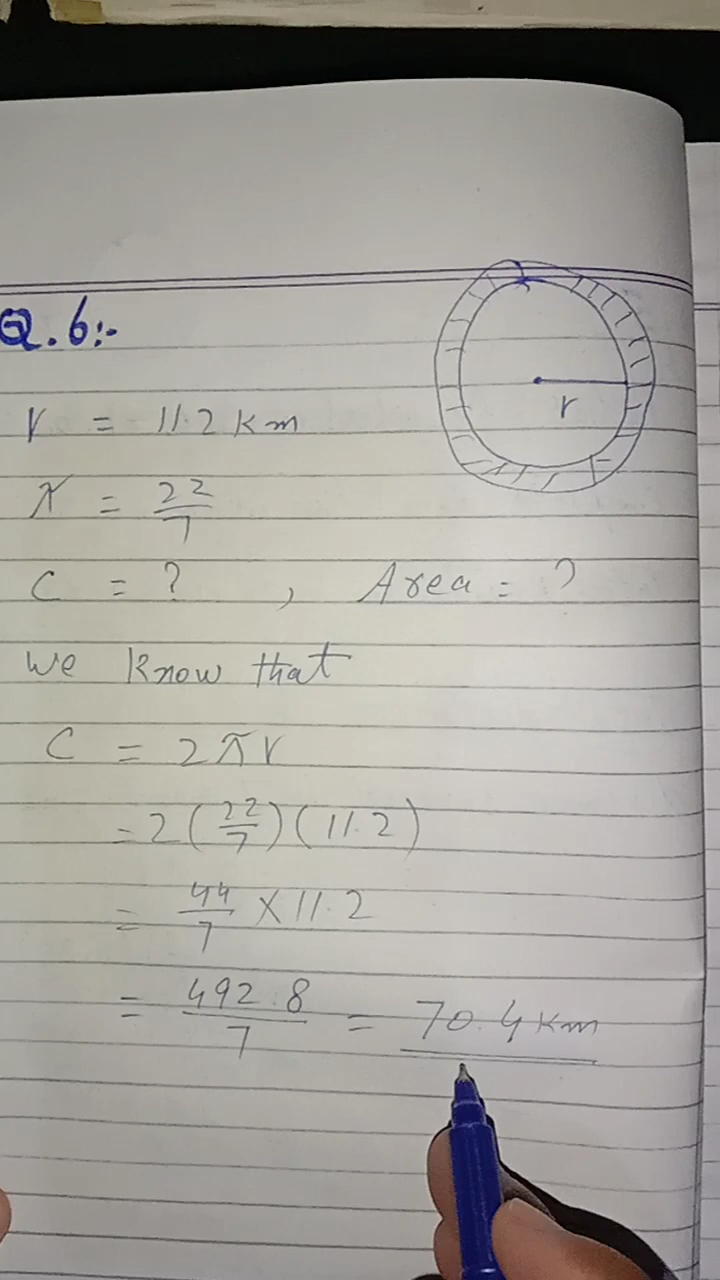 Q.6:-
r
r = 11.2 km
π = 22/7
C = ? , Area = ?
We know that
C = 2πr
= 2(22/7)(11.2)
= 44/7 × 11.2
= 492.8/7 = 70.4 km